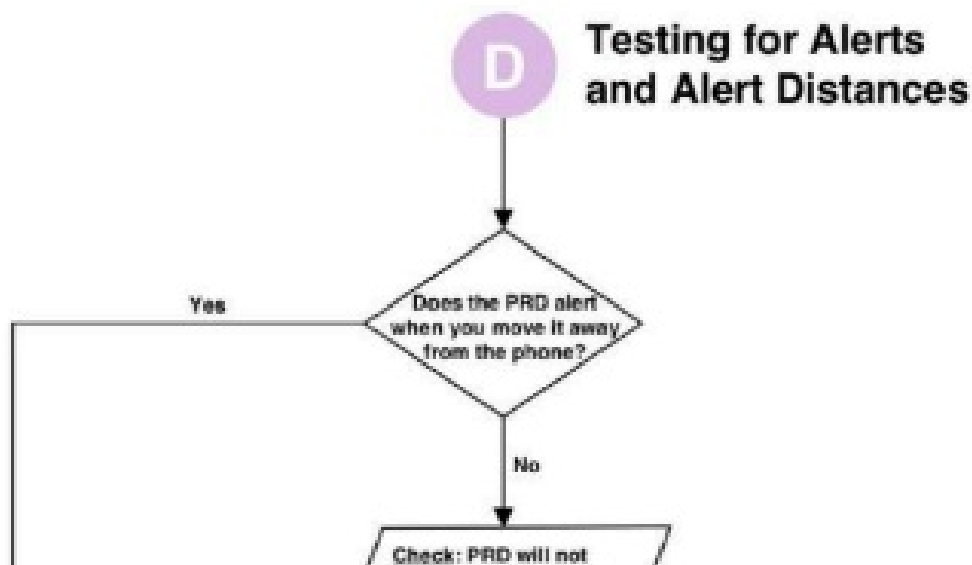 D
Testing for Alerts
and Alert Distances
Yes
Does the PRD alert
when you move it away
from the phone?
No
Check: PRD will not